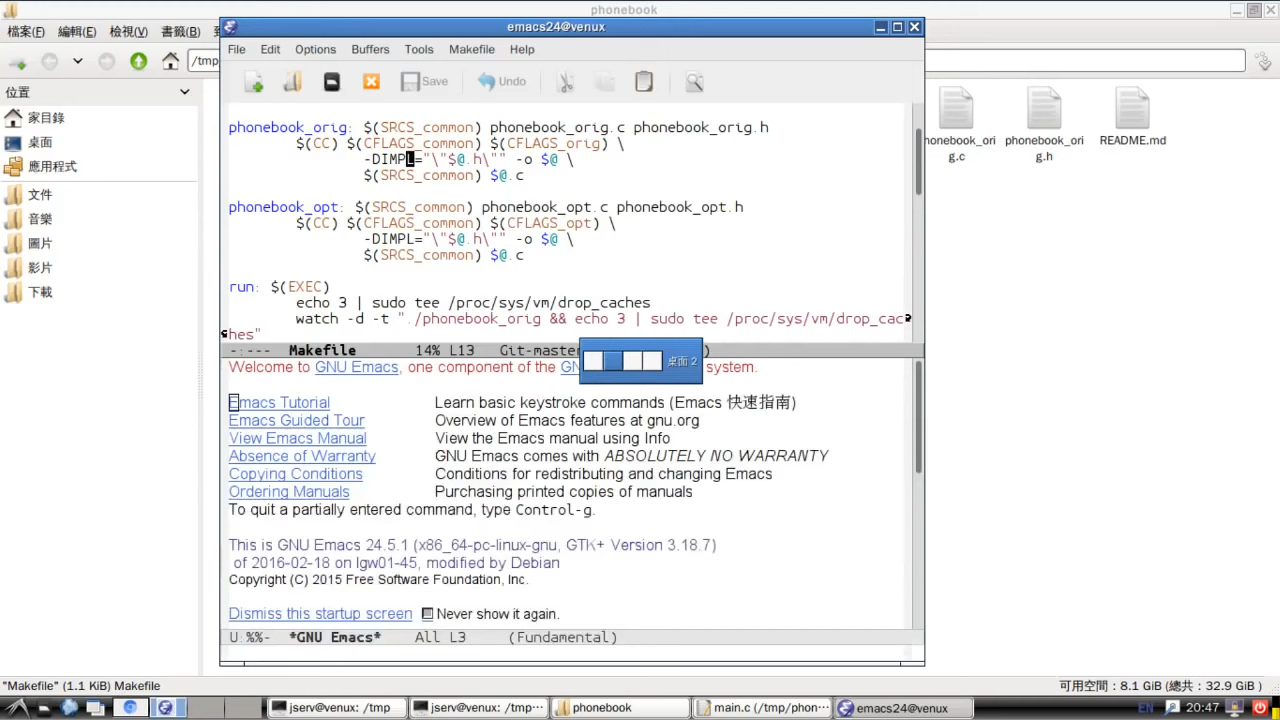 phonebook
檔案(F) 編輯(E) 檢視(V) 書籤(B)
emacs24@venux
File Edit Options Buffers Tools Makefile Help
/tmp
Save Undo
位置
家目錄
桌面
應用程式
文件
音樂
圖片
影片
下載
phonebook_orig: $(SRCS_common) phonebook_orig.c phonebook_orig.h
$(CC) $(CFLAGS_common) $(CFLAGS_orig) \
-DIMPL="\"$@.h\"" -o $@ \
$(SRCS_common) $@.c
phonebook_opt: $(SRCS_common) phonebook_opt.c phonebook_opt.h
$(CC) $(CFLAGS_common) $(CFLAGS_opt) \
-DIMPL="\"$@.h\"" -o $@ \
$(SRCS_common) $@.c
run: $(EXEC)
echo 3 | sudo tee /proc/sys/vm/drop_caches
watch -d -t "./phonebook_orig && echo 3 | sudo tee /proc/sys/vm/drop_cac
hes"
-:--- Makefile 14% L13 Git-master
桌面 2
Welcome to GNU Emacs, one component of the GN system.
Emacs Tutorial Learn basic keystroke commands (Emacs 快速指南)
Emacs Guided Tour Overview of Emacs features at gnu.org
View Emacs Manual View the Emacs manual using Info
Absence of Warranty GNU Emacs comes with ABSOLUTELY NO WARRANTY
Copying Conditions Conditions for redistributing and changing Emacs
Ordering Manuals Purchasing printed copies of manuals
To quit a partially entered command, type Control-g.
This is GNU Emacs 24.5.1 (x86_64-pc-linux-gnu, GTK+ Version 3.18.7)
of 2016-02-18 on lgw01-45, modified by Debian
Copyright (C) 2015 Free Software Foundation, Inc.
Dismiss this startup screen Never show it again.
U:%%- *GNU Emacs* All L3 (Fundamental)
honebook_ori
g.c
phonebook_ori
g.h
README.md
"Makefile" (1.1 KiB) Makefile
可用空間：8.1 GiB (總共：32.9 GiB )
jserv@venux: /tmp
jserv@venux: /tmp···
phonebook
main.c (/tmp/phon···
emacs24@venux
EN
20:47